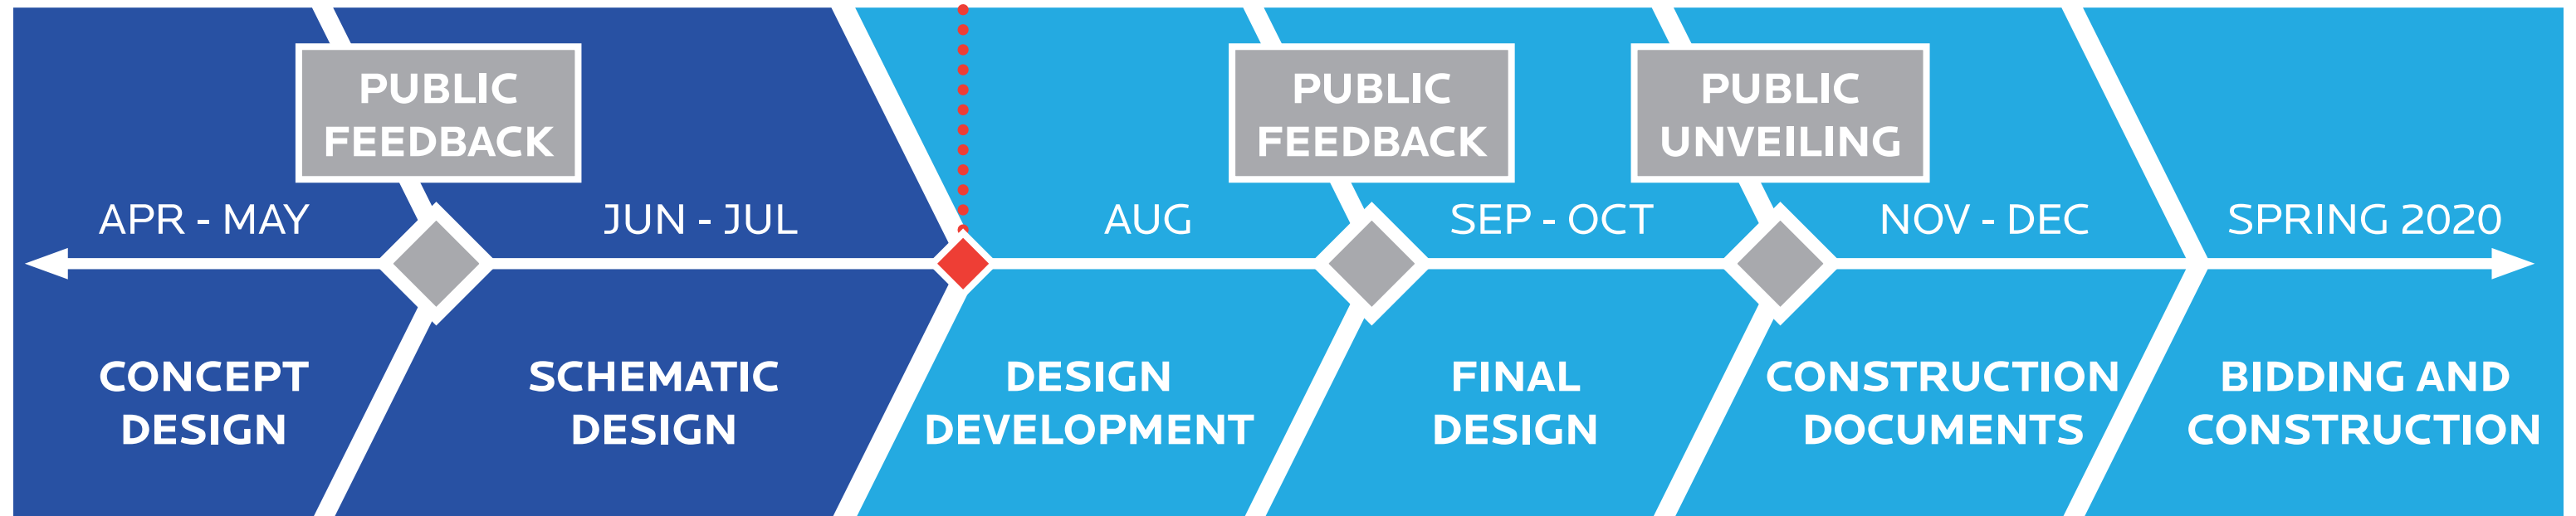 PUBLIC
FEEDBACK
PUBLIC
FEEDBACK
PUBLIC
UNVEILING
APR - MAY
JUN - JUL
AUG
SEP - OCT
NOV - DEC
SPRING 2020
CONCEPT
DESIGN
SCHEMATIC
DESIGN
DESIGN
DEVELOPMENT
FINAL
DESIGN
CONSTRUCTION
DOCUMENTS
BIDDING AND
CONSTRUCTION